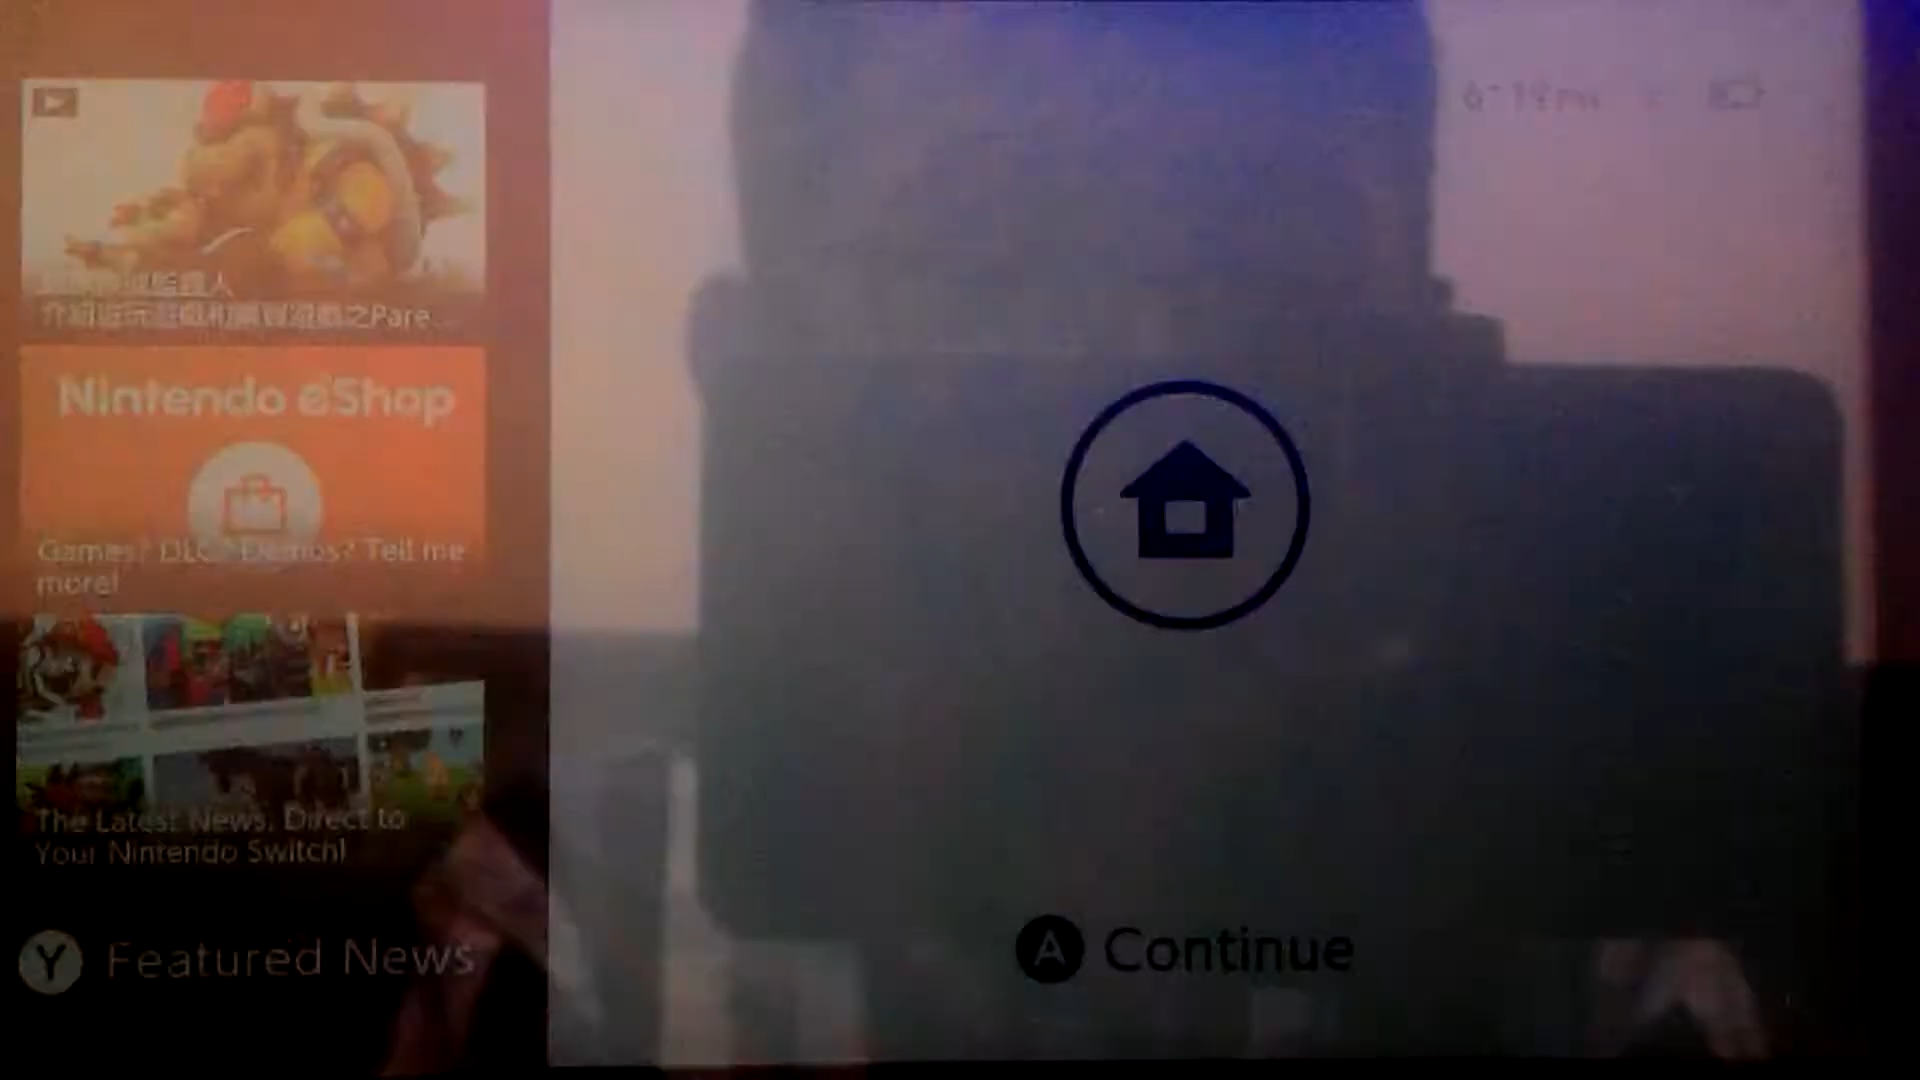 Nintendo eShop
Games? DLC? Demos? Tell me
more!
The Latest News, Direct to
Your Nintendo Switch!
Y Featured News
A Continue